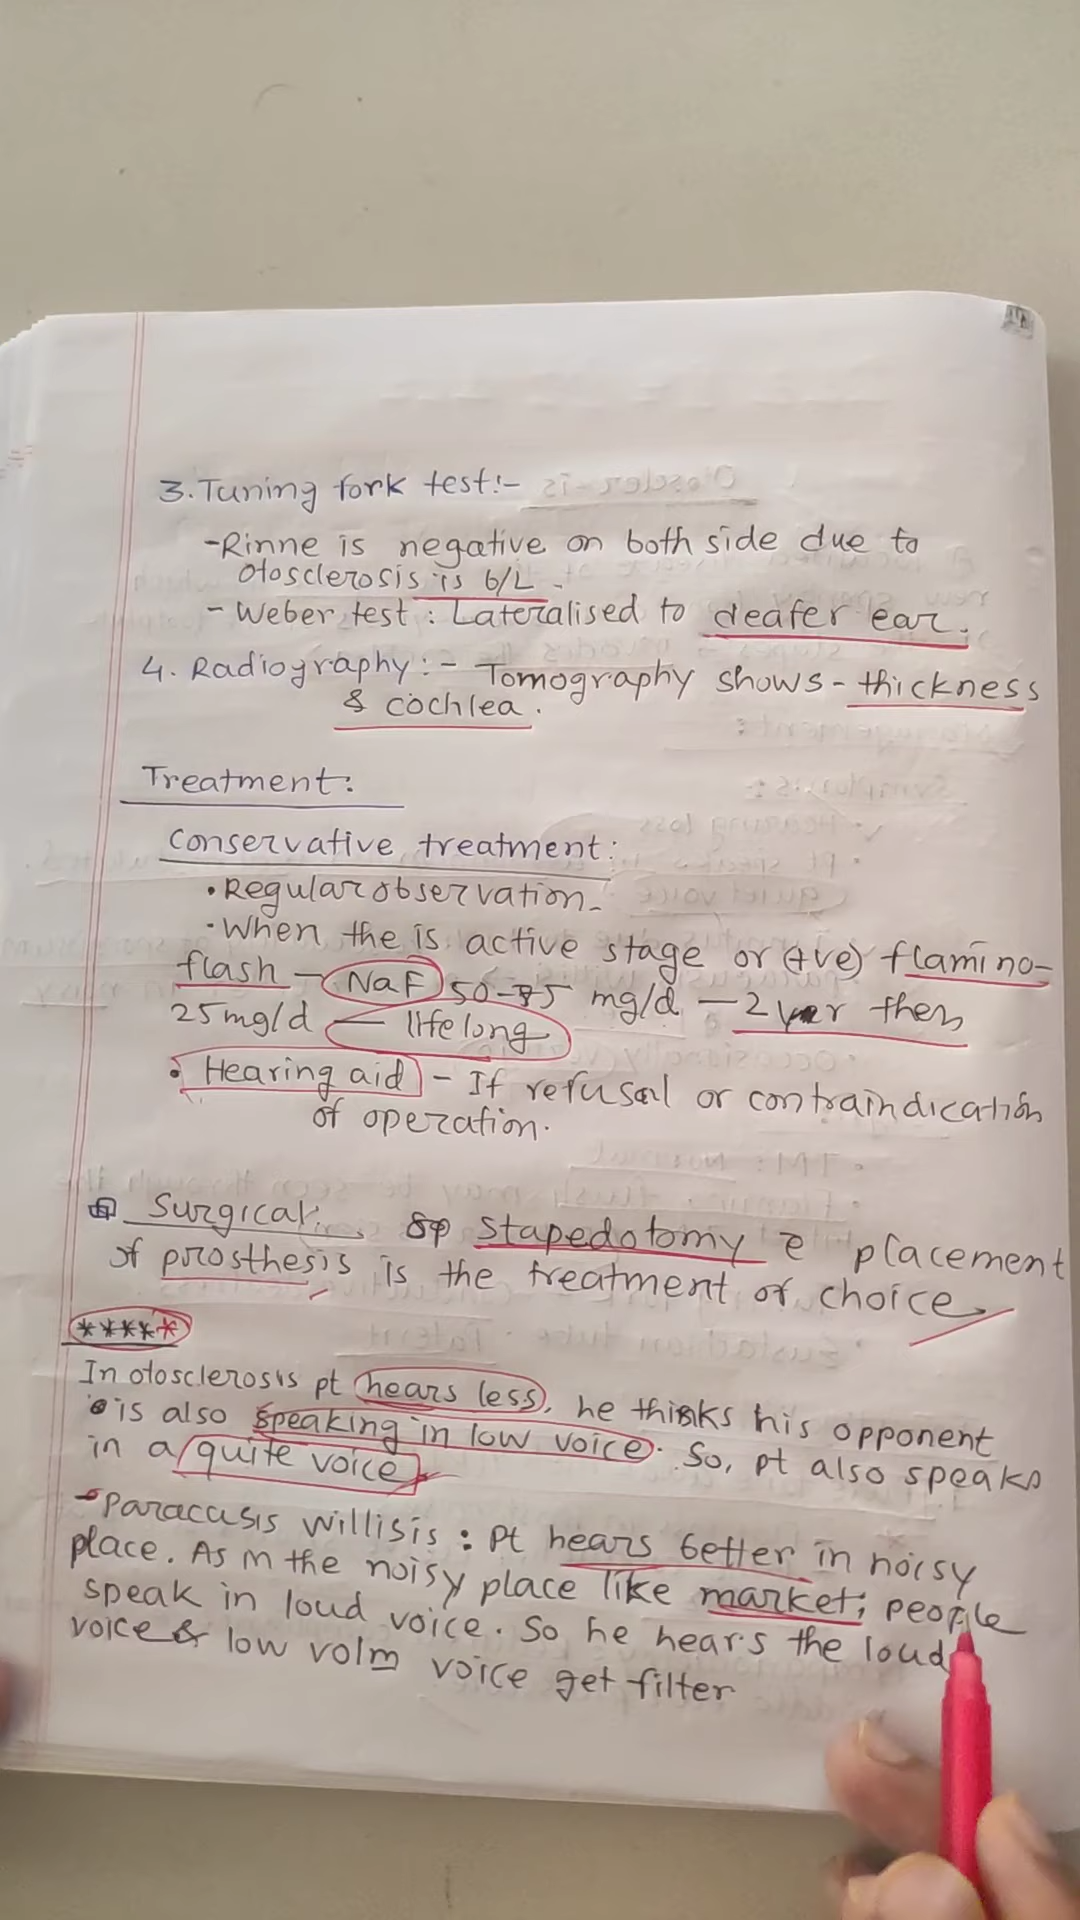 3. Tuning fork test:-
-Rinne is negative on both side due to
otosclerosis is b/L -
- Weber test : Lateralised to deafer ear.
4. Radiography:- Tomography shows - thickness
& cochlea.
Treatment:
Conservative treatment:
• Regular observation -
• When the is active stage or (+ve) flamino-
flash - NaF 50-75 mg/d - 2 yer then
25mg/d - lifelong
• Hearing aid - If refusal or contraindication
of operation.
Surgical. stapedotomy c̄ placement
of prosthesis is the treatment of choice
*****
In otosclerosis pt hears less, he thinks his opponent
is also speaking in low voice. So, pt also speaks
in a quite voice
- Paracusis willisis : Pt hears better in noisy
place. As in the noisy place like market; people
speak in loud voice. So he hears the loud
voice & low volm voice get filter